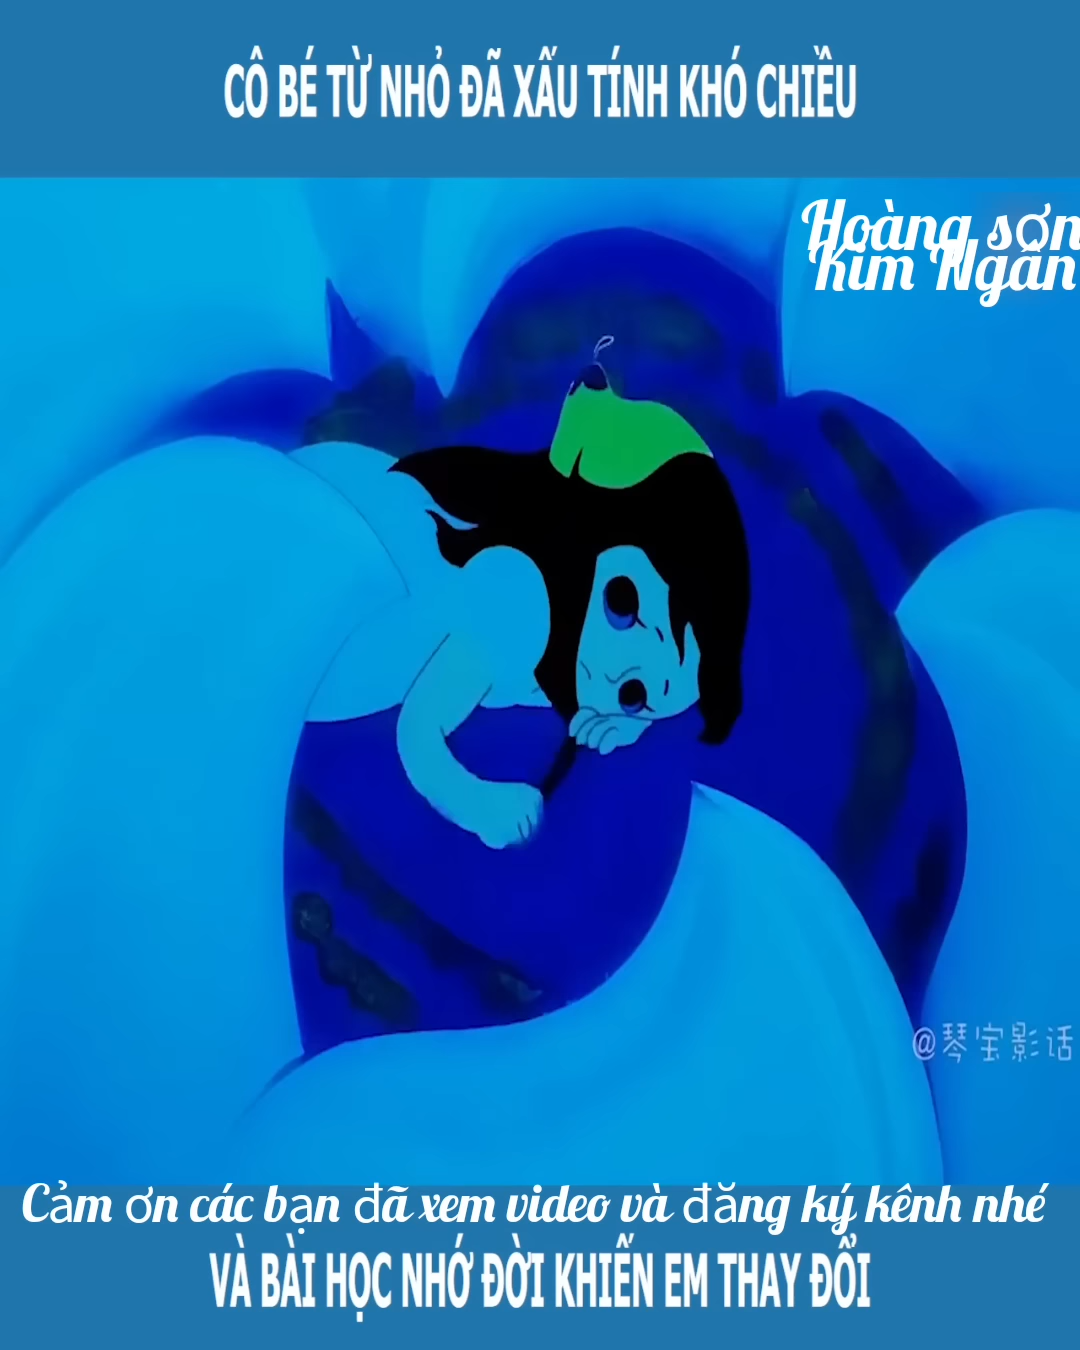 CÔ BÉ TỪ NHỎ ĐÃ XẤU TÍNH KHÓ CHIỀU
Hoàng sơn
Kim Ngân
@琴宝影话
Cảm ơn các bạn đã xem video và đăng ký kênh nhé
VÀ BÀI HỌC NHỚ ĐỜI KHIẾN EM THAY ĐỔI